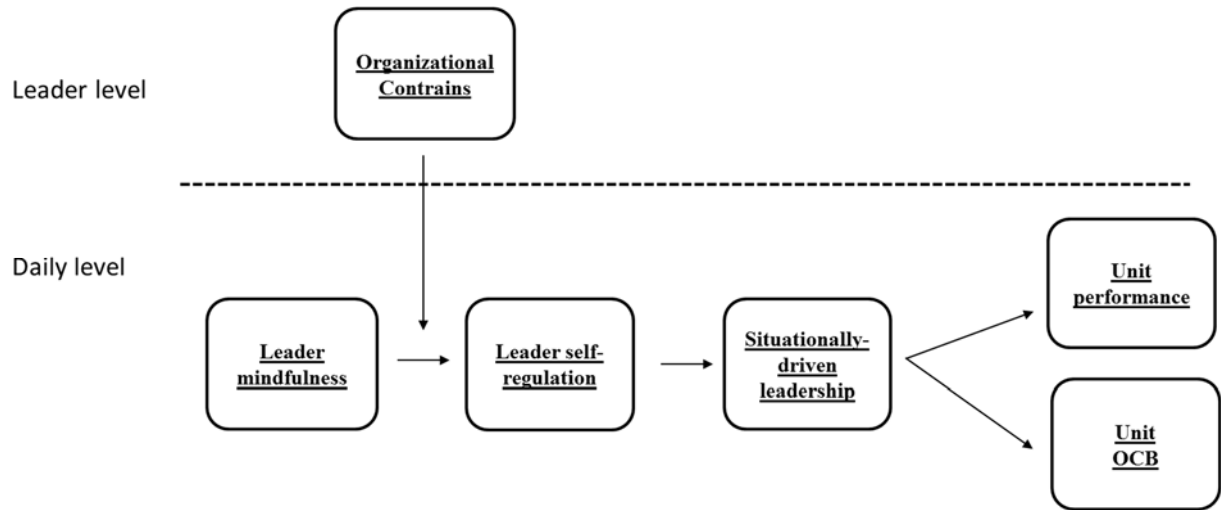 Organizational
Contrains
Leader level
Daily level
Unit
performance
Leader
mindfulness
Leader self-
regulation
Situationally-
driven
leadership
Unit
OCB